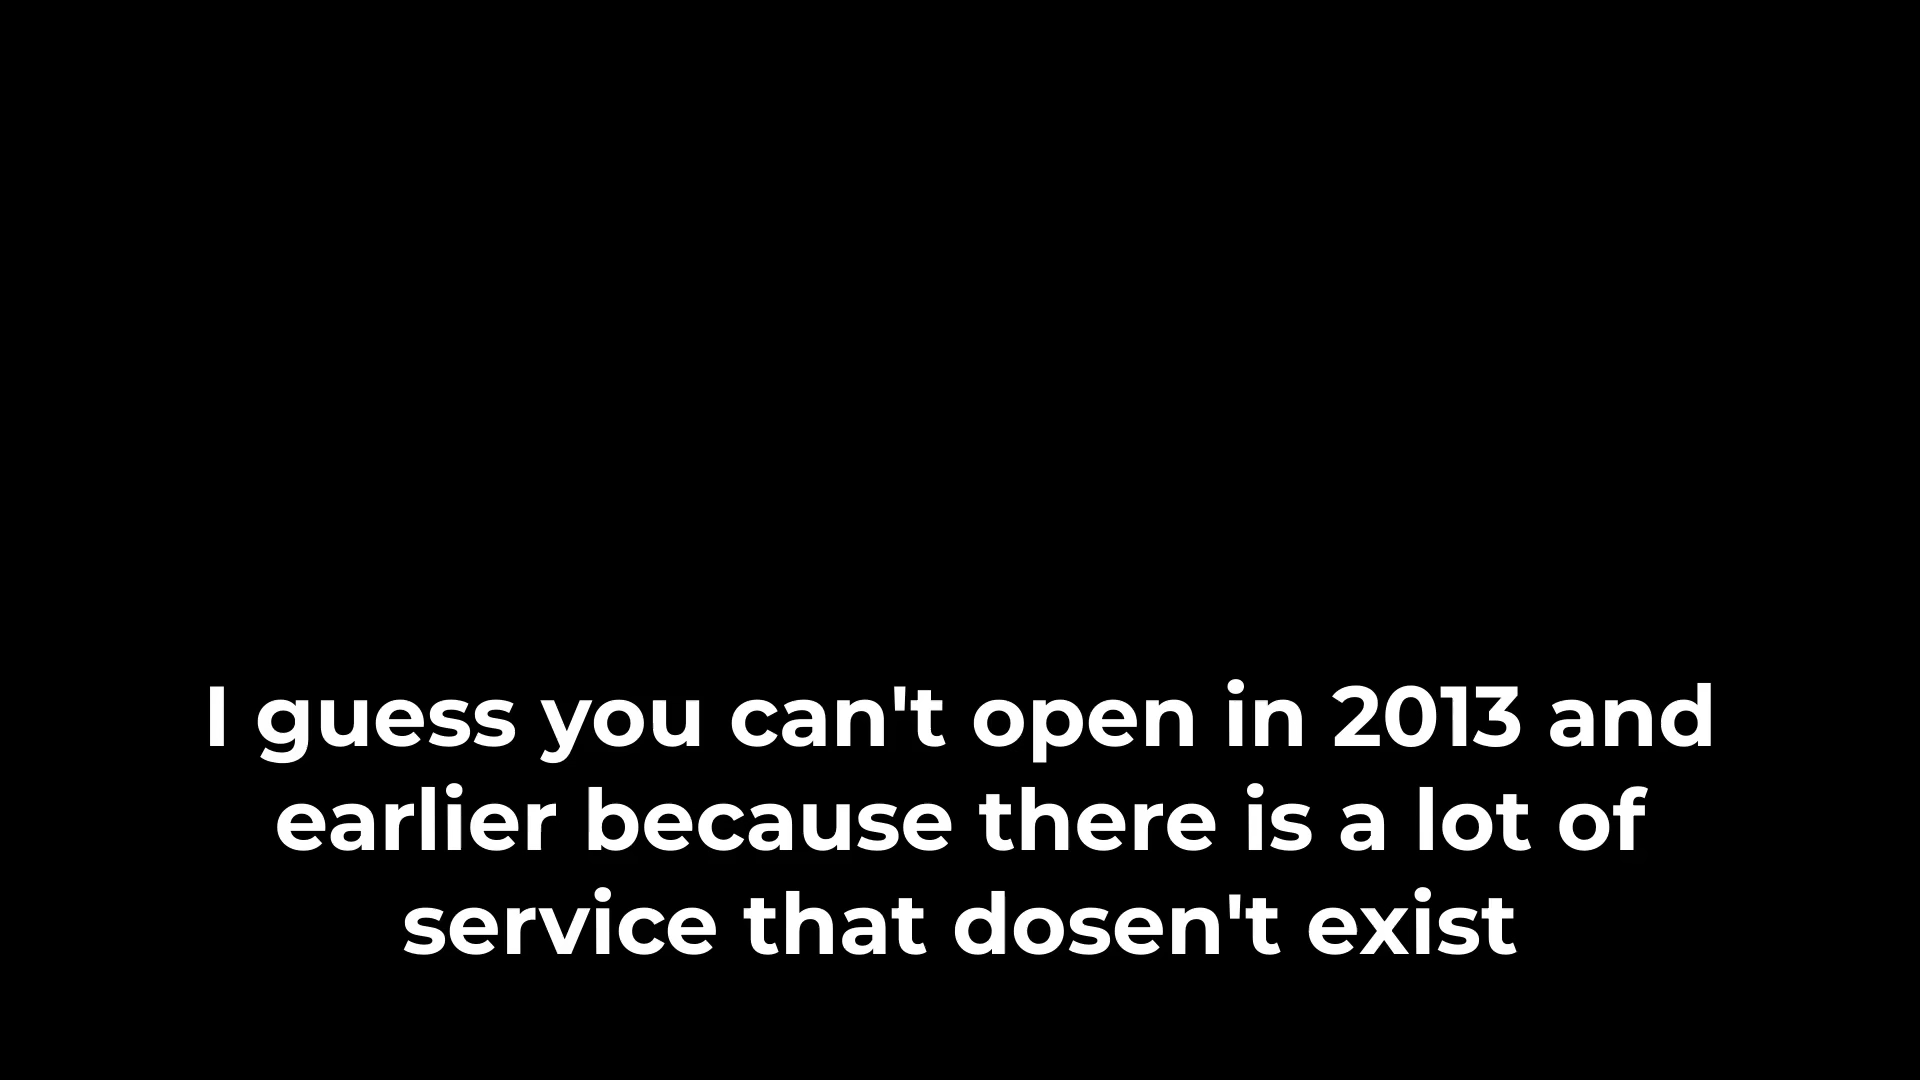 I guess you can't open in 2013 and
earlier because there is a lot of
service that dosen't exist